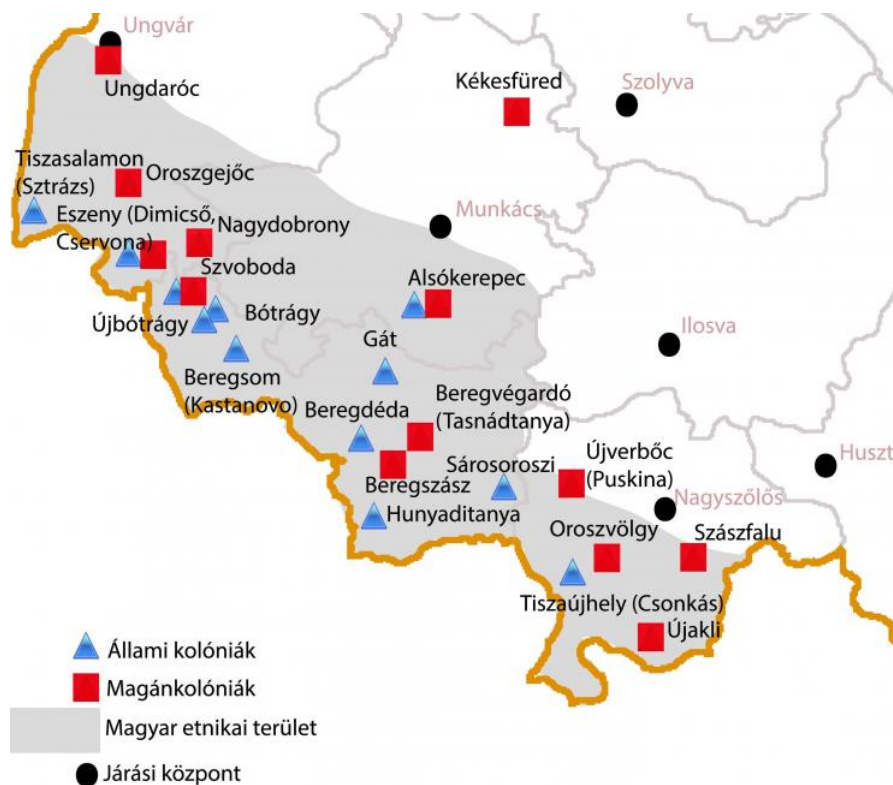 Ungvár
Ungdaróc
Kékesfüred
Szolyva
Tiszasalamon
(Sztrázs)
Oroszgejőc
Eszeny (Dimicső,
Cservona)
Nagydobrony
Munkács
Szvoboda
Alsókerepec
Újbótrágy
Bótrágy
Ilosva
Gát
Beregsom
(Kastanovo)
Beregdéda
Beregvégardó
(Tasnádtanya)
Sárosoroszi
Újverbőc
(Puskina)
Huszt
Beregszász
Hunyaditanya
Nagyszőlős
Oroszvölgy
Szászfalu
Tiszaújhely (Csonkás)
Újakli
Állami kolóniák
Magánkolóniák
Magyar etnikai terület
Járási központ